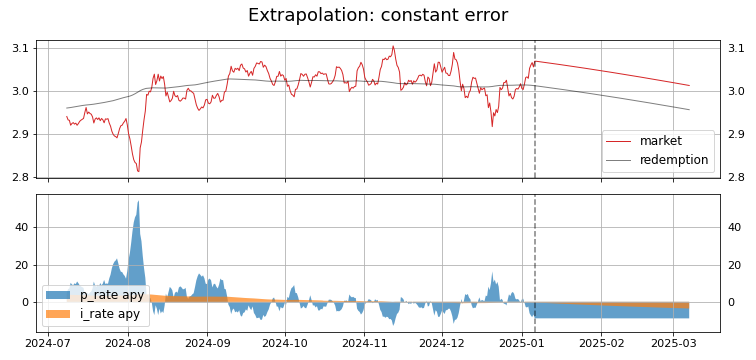 Extrapolation: constant error
3.1 3.1
3.0 3.0
2.9 2.9
2.8 2.8
market
redemption
40 40
20 20
0 0
p_rate apy
i_rate apy
2024-07 2024-08 2024-09 2024-10 2024-11 2024-12 2025-01 2025-02 2025-03